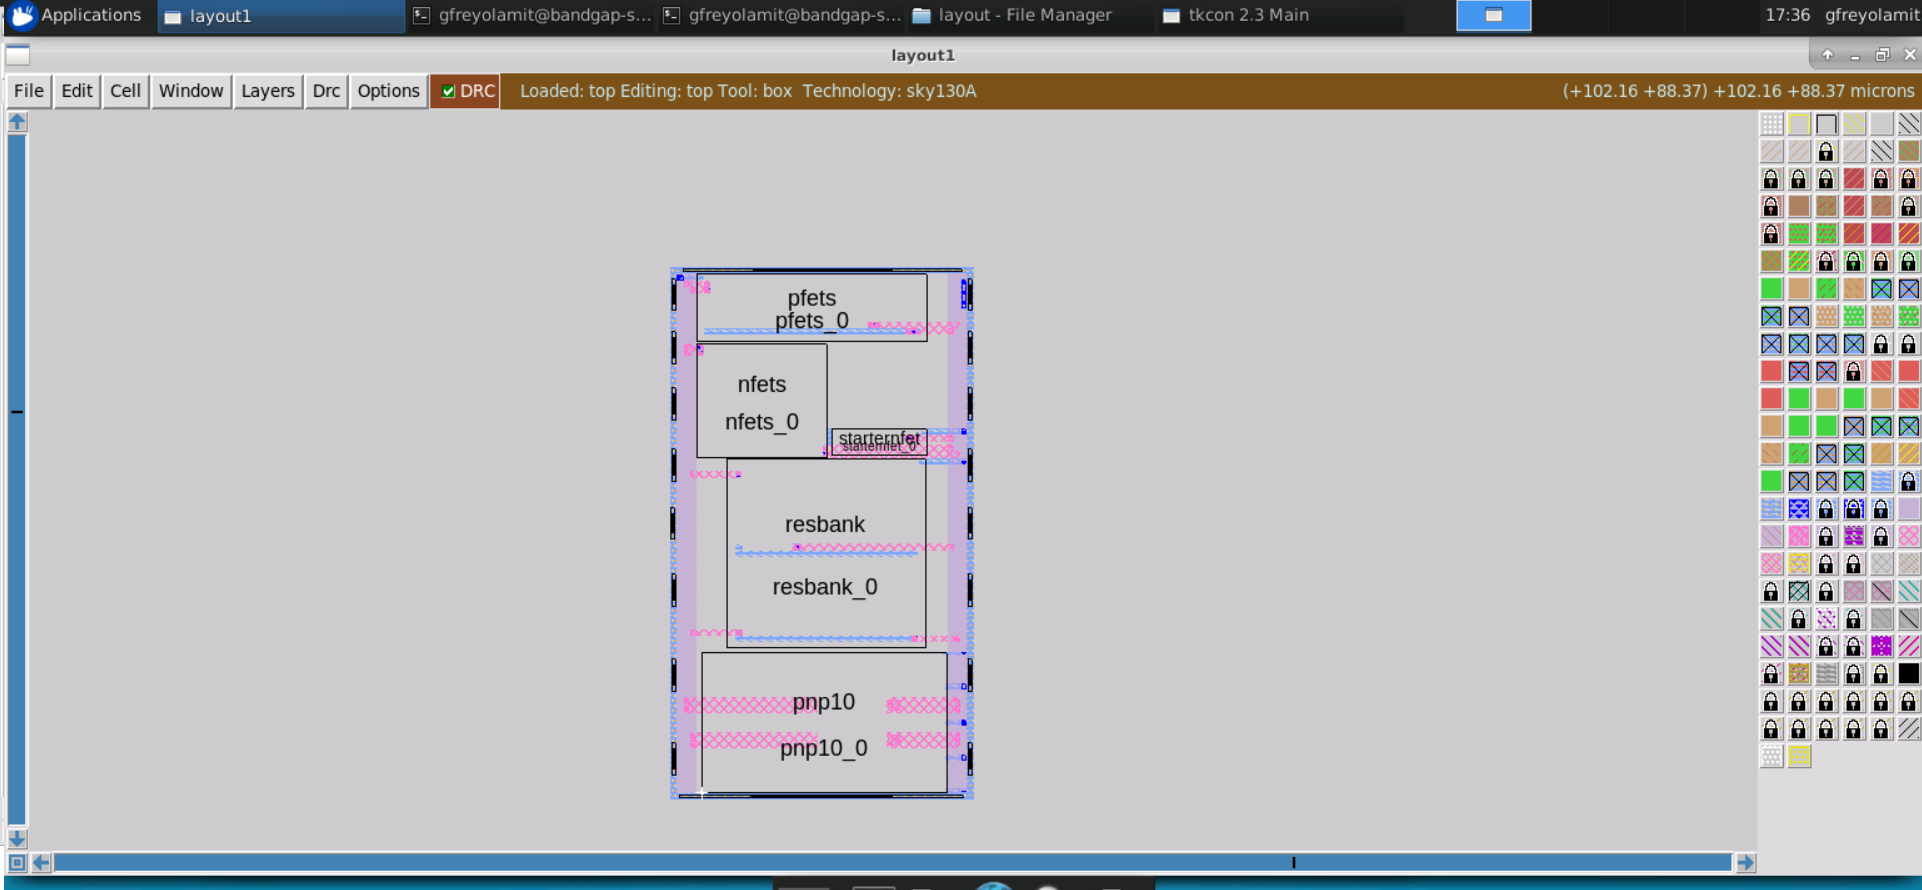 Applications
layout1
gfreyolamit@bandgap-s...
gfreyolamit@bandgap-s...
layout - File Manager
tkcon 2.3 Main
17:36
gfreyolamit
layout1
File
Edit
Cell
Window
Layers
Drc
Options
DRC
Loaded: top Editing: top Tool: box Technology: sky130A
(+102.16 +88.37) +102.16 +88.37 microns
pfets
pfets_0
nfets
nfets_0
starternfet
starternfet_0
resbank
resbank_0
pnp10
pnp10_0